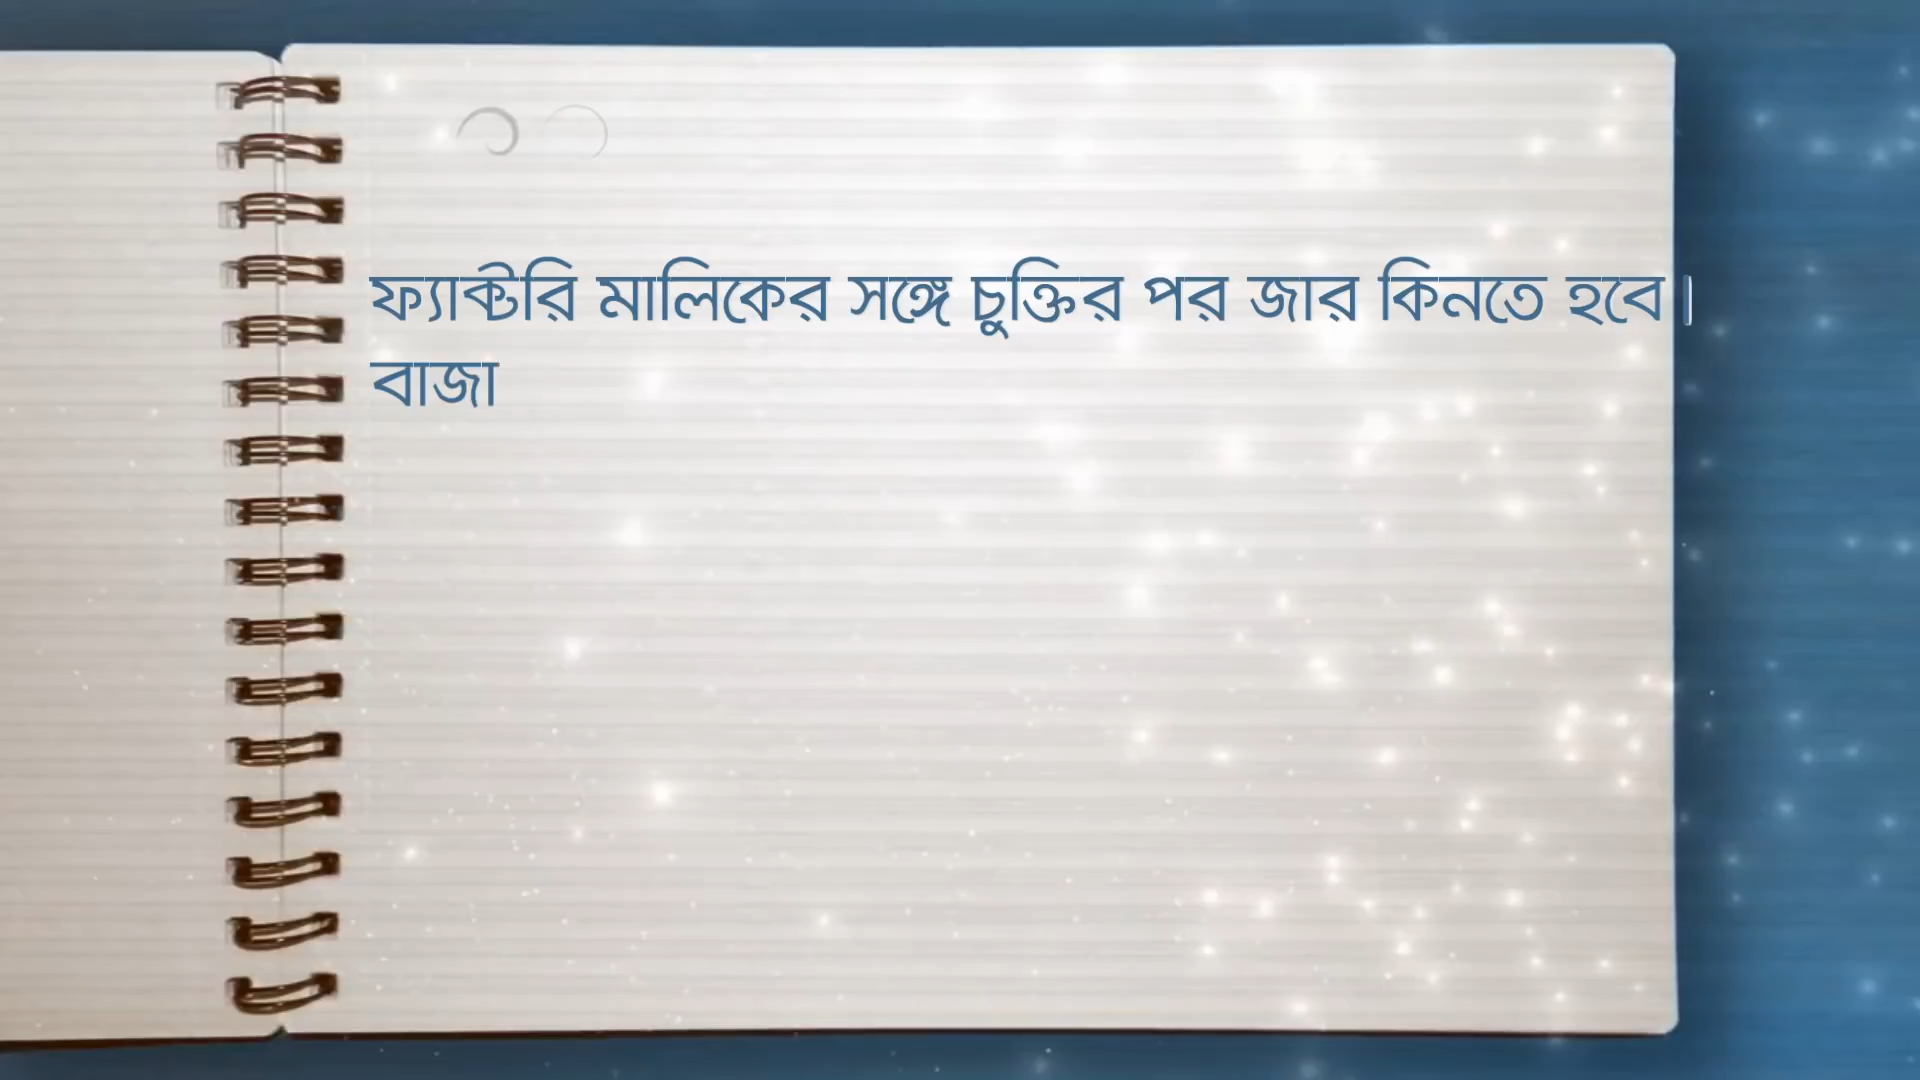 ফ্যাক্টরি মালিকের সঙ্গে চুক্তির পর জার কিনতে হবে।
বাজা